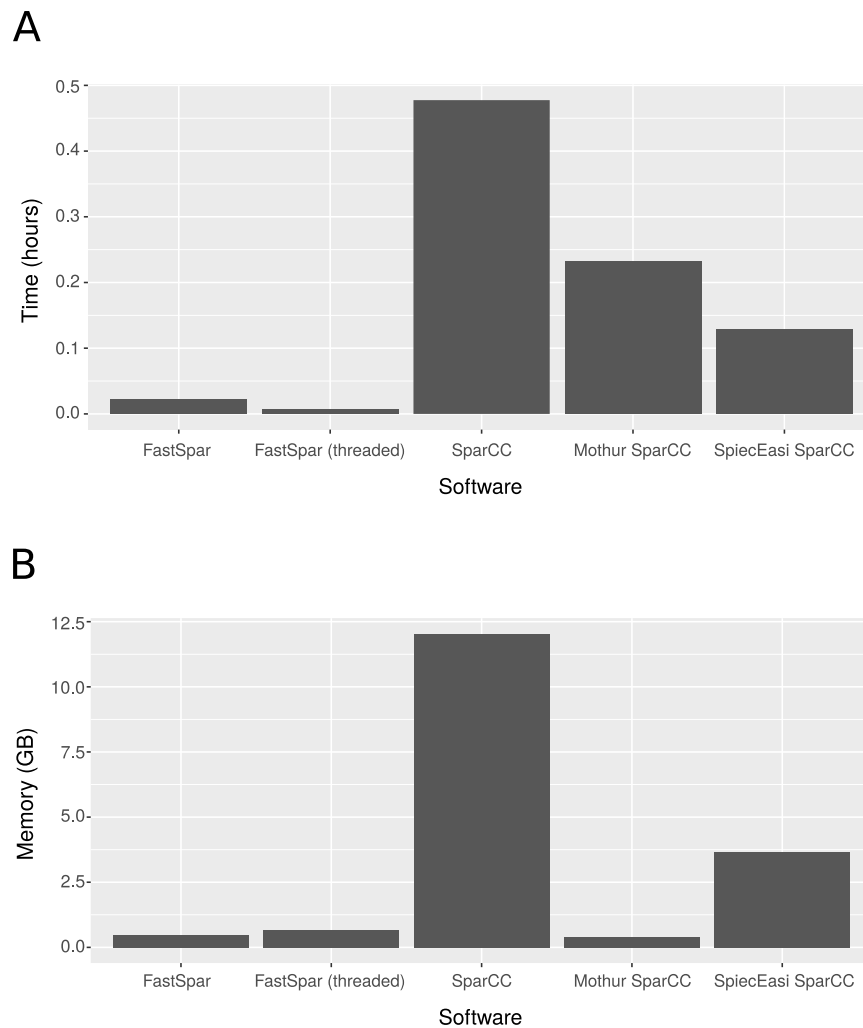 A
Time (hours)
0.5
0.4
0.3
0.2
0.1
0.0
FastSpar FastSpar (threaded) SparCC Mothur SparCC SpiecEasi SparCC
Software
B
Memory (GB)
12.5
10.0
7.5
5.0
2.5
0.0
FastSpar FastSpar (threaded) SparCC Mothur SparCC SpiecEasi SparCC
Software